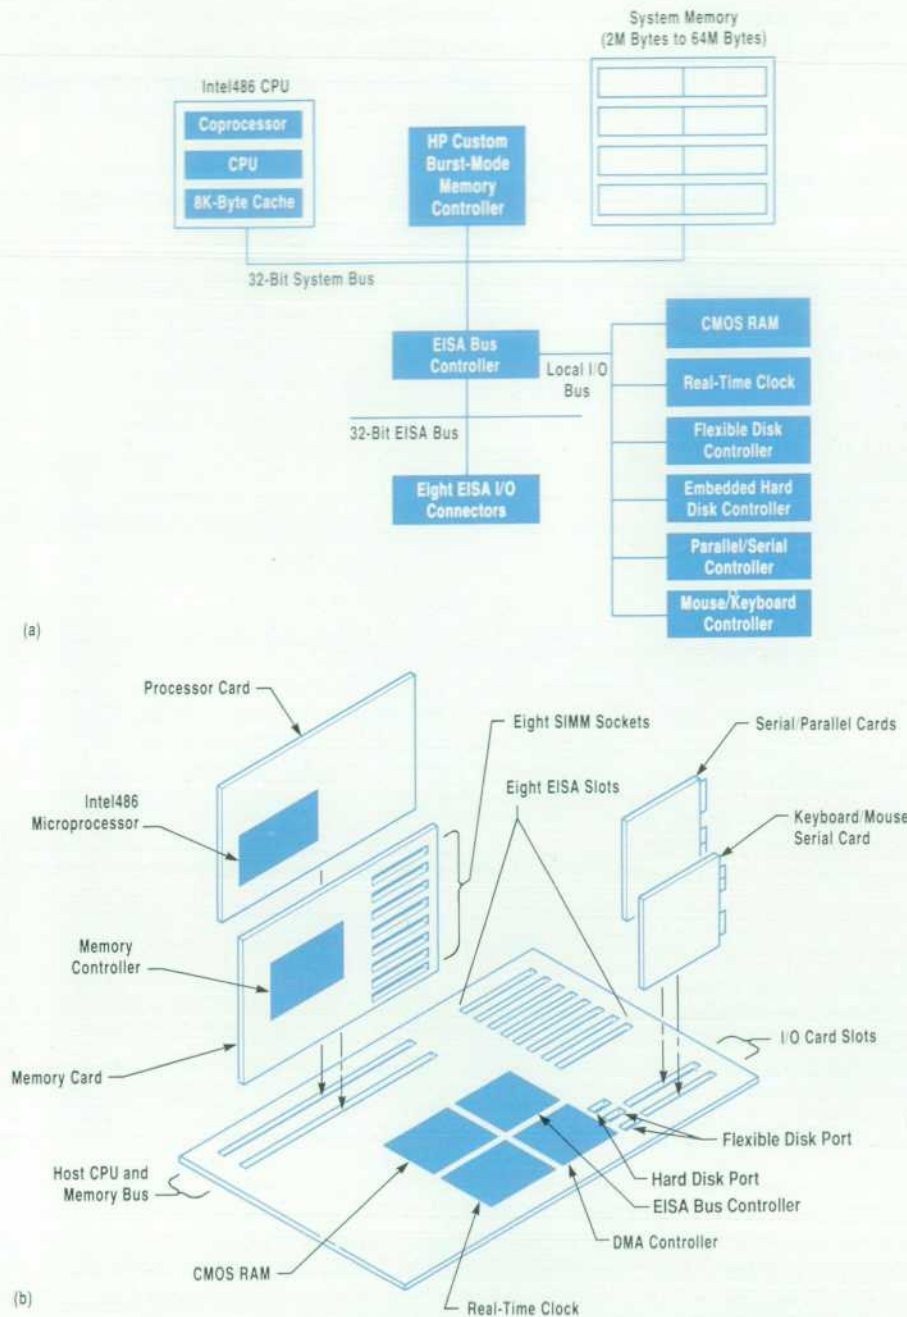 System Memory
(2M Bytes to 64M Bytes)
Intel486 CPU
Coprocessor
CPU
8K-Byte Cache
HP Custom
Burst-Mode
Memory
Controller
32-Bit System Bus
EISA Bus
Controller
Local I/O
Bus
CMOS RAM
Real-Time Clock
Flexible Disk
Controller
Embedded Hard
Disk Controller
Parallel/Serial
Controller
Mouse/Keyboard
Controller
32-Bit EISA Bus
Eight EISA I/O
Connectors
(a)
Processor Card
Eight SIMM Sockets
Serial/Parallel Cards
Intel486
Microprocessor
Eight EISA Slots
Keyboard/Mouse
Serial Card
Memory
Controller
I/O Card Slots
Memory Card
Flexible Disk Port
Host CPU and
Memory Bus
Hard Disk Port
EISA Bus Controller
DMA Controller
CMOS RAM
Real-Time Clock
(b)